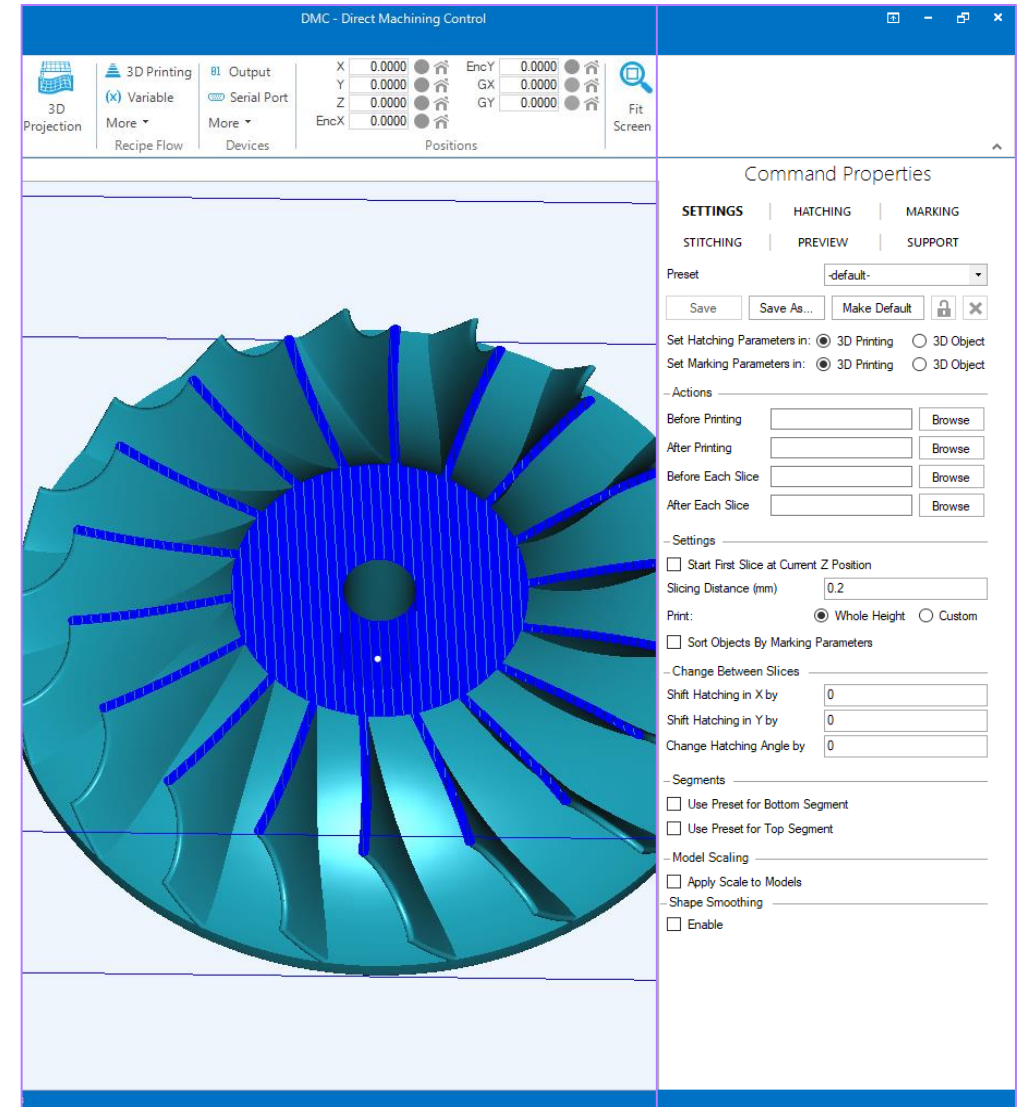 DMC - Direct Machining Control
3D Projection
3D Printing
(x) Variable
More
Recipe Flow
81 Output
Serial Port
More
Devices
X 0.0000 EncY 0.0000
Y 0.0000 GX 0.0000
Z 0.0000 GY 0.0000
EncX 0.0000
Positions
Fit Screen
Command Properties
SETTINGS HATCHING MARKING
STITCHING PREVIEW SUPPORT
Preset -default-
Save Save As... Make Default
Set Hatching Parameters in: 3D Printing 3D Object
Set Marking Parameters in: 3D Printing 3D Object
Actions
Before Printing Browse
After Printing Browse
Before Each Slice Browse
After Each Slice Browse
Settings
Start First Slice at Current Z Position
Slicing Distance (mm) 0.2
Print: Whole Height Custom
Sort Objects By Marking Parameters
Change Between Slices
Shift Hatching in X by 0
Shift Hatching in Y by 0
Change Hatching Angle by 0
Segments
Use Preset for Bottom Segment
Use Preset for Top Segment
Model Scaling
Apply Scale to Models
Shape Smoothing
Enable